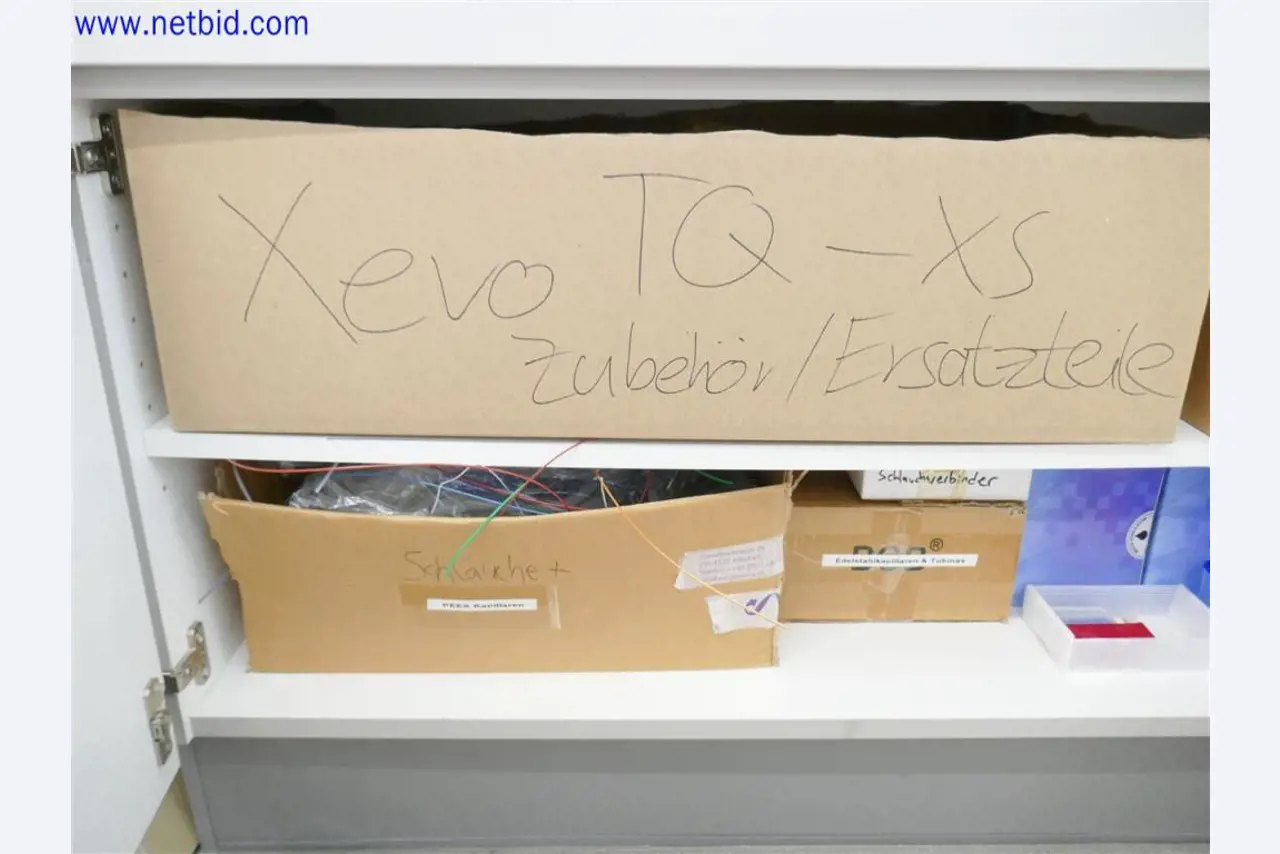 www.netbid.com
Xevo TQ-XS
Zubehör/Ersatzteile
Schlauchverbinder
Schläuche +
PEEK Kapillaren
Edelstahlkapillaren & Tubings